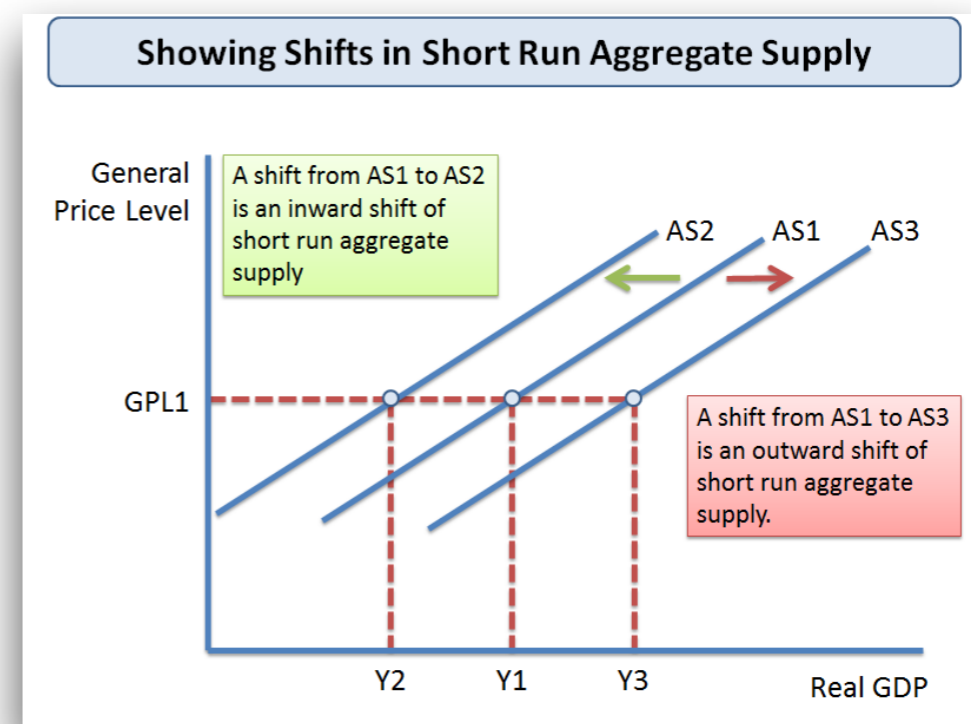 Showing Shifts in Short Run Aggregate Supply
General
Price Level
A shift from AS1 to AS2
is an inward shift of
short run aggregate
supply
AS2
AS1
AS3
GPL1
A shift from AS1 to AS3
is an outward shift of
short run aggregate
supply.
Y2
Y1
Y3
Real GDP